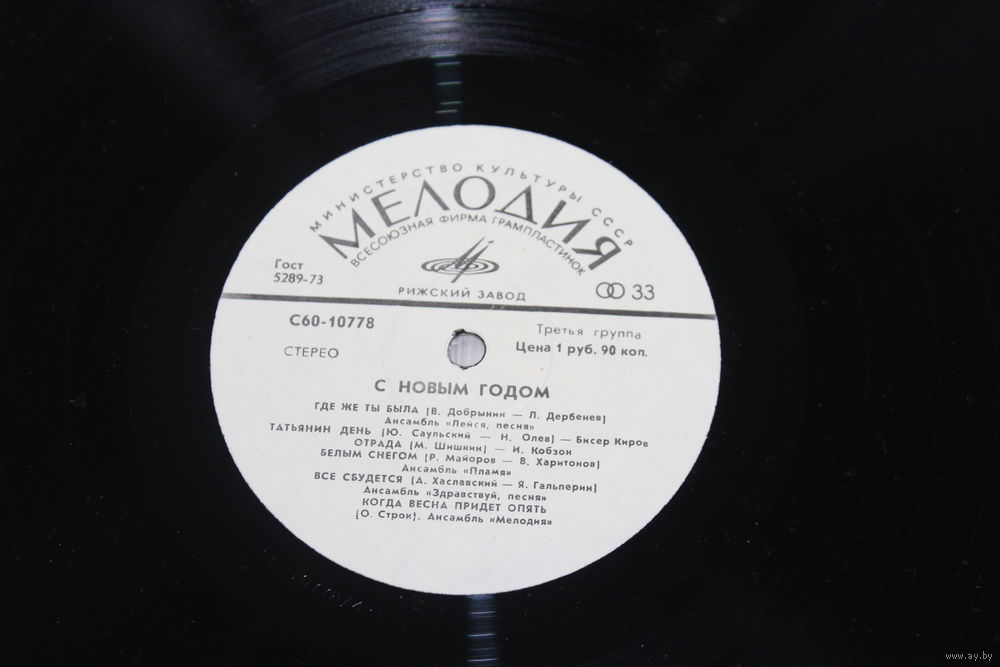 МИНИСТЕРСТВО КУЛЬТУРЫ СССР
МЕЛОДИЯ
ВСЕСОЮЗНАЯ ФИРМА ГРАМПЛАСТИНОК
Гост
5289-73
РИЖСКИЙ ЗАВОД
33
С60-10778
Третья группа
СТЕРЕО
Цена 1 руб. 90 коп.
С НОВЫМ ГОДОМ
ГДЕ ЖЕ ТЫ БЫЛА (В. Добрынин — Л. Дербенев)
Ансамбль «Лейся, песня»
ТАТЬЯНИН ДЕНЬ (Ю. Саульский — Н. Олев) — Бисер Киров
ОТРАДА (М. Шишкин) — И. Кобзон
БЕЛЫМ СНЕГОМ (Р. Майоров — В. Харитонов)
Ансамбль «Пламя»
ВСЕ СБУДЕТСЯ (А. Хаславский — Я. Гальперин)
Ансамбль «Здравствуй, песня»
КОГДА ВЕСНА ПРИДЕТ ОПЯТЬ
(О. Строк). Ансамбль «Мелодия»
www.ay.by